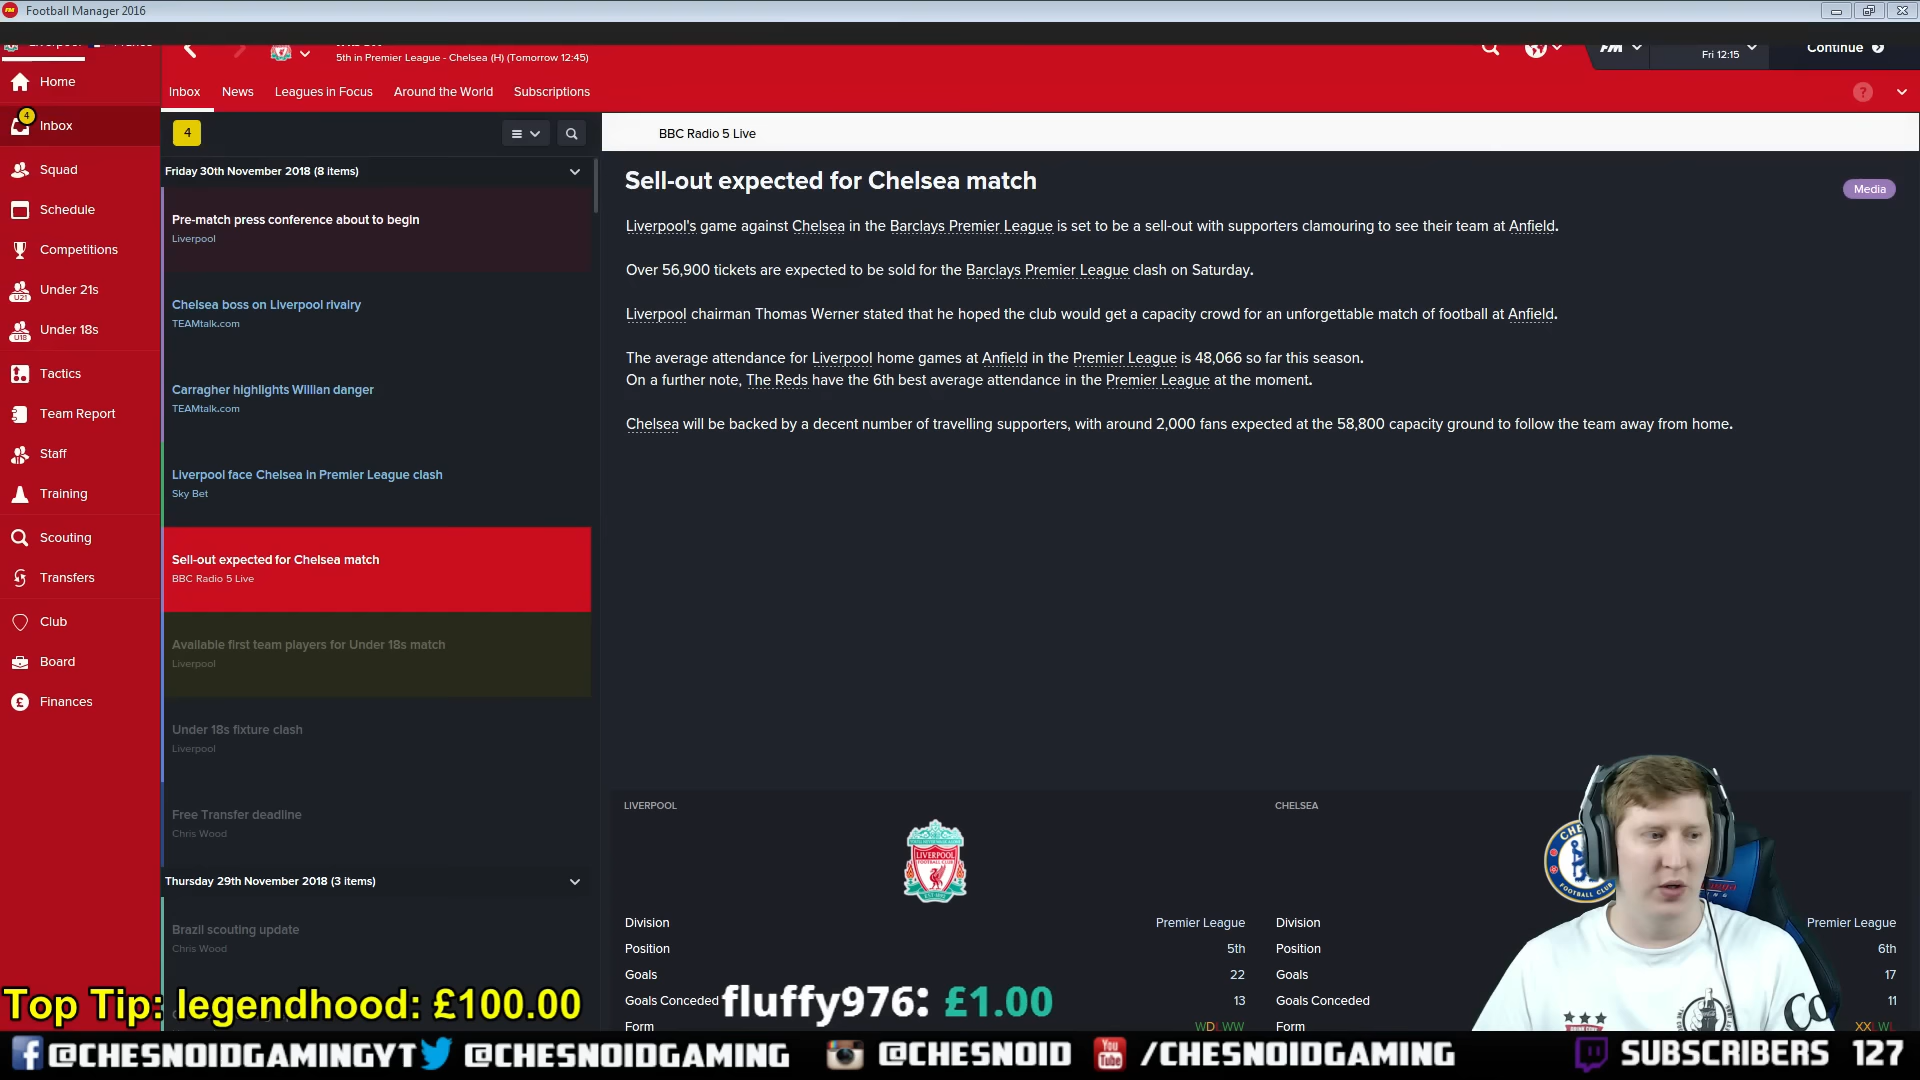 Football Manager 2016
5th in Premier League - Chelsea (H) (Tomorrow 12:45)
Fri 12:15
Continue
Home
4
Inbox
Squad
Schedule
Competitions
U21
Under 21s
U18
Under 18s
Tactics
Team Report
Staff
Training
Scouting
Transfers
Club
Board
Finances
Inbox
News
Leagues in Focus
Around the World
Subscriptions
?
4
Friday 30th November 2018 (8 items)
Pre-match press conference about to begin
Liverpool
Chelsea boss on Liverpool rivalry
TEAMtalk.com
Carragher highlights Willian danger
TEAMtalk.com
Liverpool face Chelsea in Premier League clash
Sky Bet
Sell-out expected for Chelsea match
BBC Radio 5 Live
Available first team players for Under 18s match
Liverpool
Under 18s fixture clash
Liverpool
Free Transfer deadline
Chris Wood
Thursday 29th November 2018 (3 items)
Brazil scouting update
Chris Wood
BBC Radio 5 Live
Sell-out expected for Chelsea match
Media
Liverpool's game against Chelsea in the Barclays Premier League is set to be a sell-out with supporters clamouring to see their team at Anfield.
Over 56,900 tickets are expected to be sold for the Barclays Premier League clash on Saturday.
Liverpool chairman Thomas Werner stated that he hoped the club would get a capacity crowd for an unforgettable match of football at Anfield.
The average attendance for Liverpool home games at Anfield in the Premier League is 48,066 so far this season.
On a further note, The Reds have the 6th best average attendance in the Premier League at the moment.
Chelsea will be backed by a decent number of travelling supporters, with around 2,000 fans expected at the 58,800 capacity ground to follow the team away from home.
LIVERPOOL
Division Premier League
Position 5th
Goals 22
Goals Conceded 13
Form WDLWW
CHELSEA
Division Premier League
Position 6th
Goals 17
Goals Conceded 11
Form XXLWL
Top Tip: legendhood: £100.00
fluffy976: £1.00
@CHESNOIDGAMINGYT
@CHESNOIDGAMING
@CHESNOID
You Tube
/CHESNOIDGAMING
SUBSCRIBERS 127